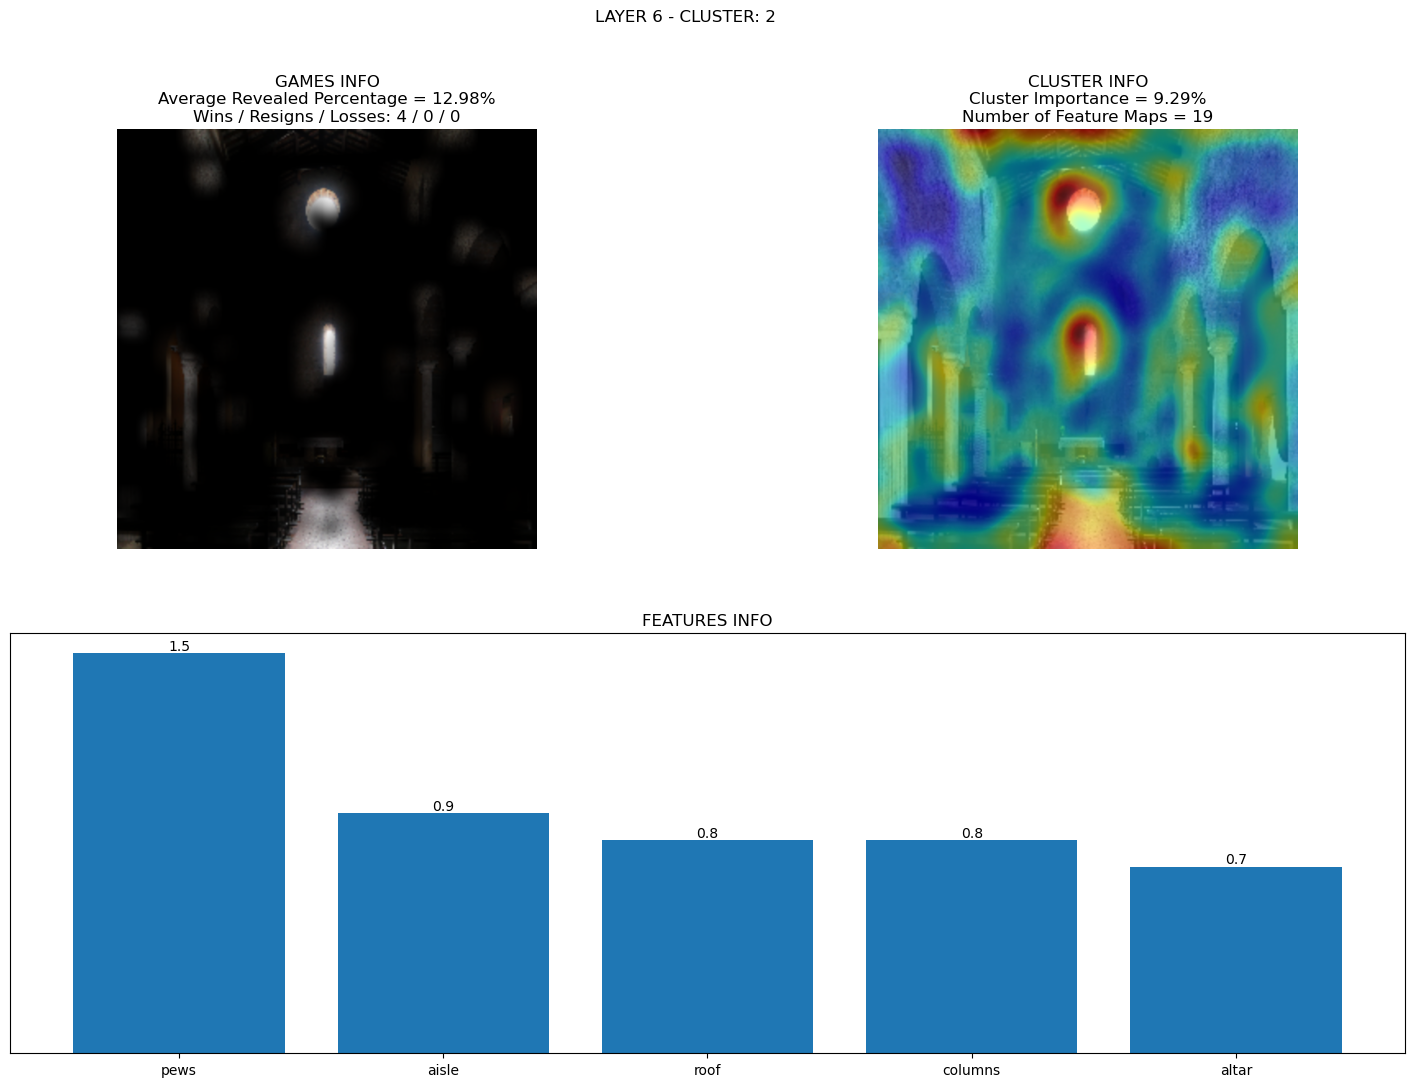 LAYER 6 - CLUSTER: 2
GAMES INFO
Average Revealed Percentage = 12.98%
Wins / Resigns / Losses: 4 / 0 / 0
CLUSTER INFO
Cluster Importance = 9.29%
Number of Feature Maps = 19
FEATURES INFO
1.5
0.9
0.8
0.8
0.7
pews
aisle
roof
columns
altar